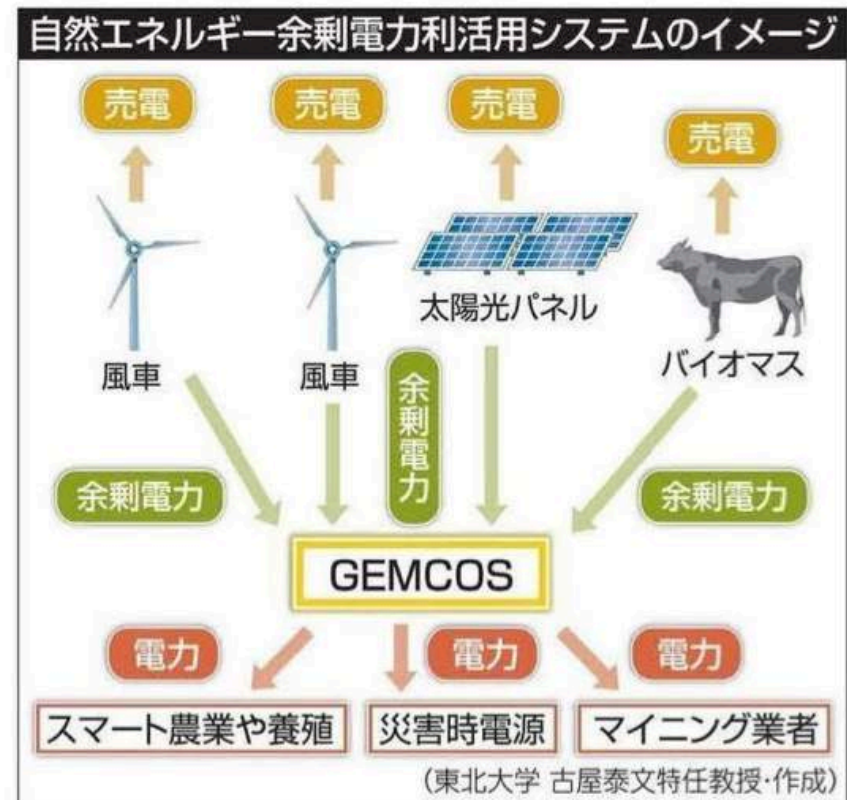 自然エネルギー余剰電力利活用システムのイメージ
売電
売電
売電
売電
風車
風車
太陽光パネル
バイオマス
余剰電力
余剰電力
余剰電力
GEMCOS
電力
電力
電力
スマート農業や養殖
災害時電源
マイニング業者
(東北大学 古屋泰文特任教授・作成)